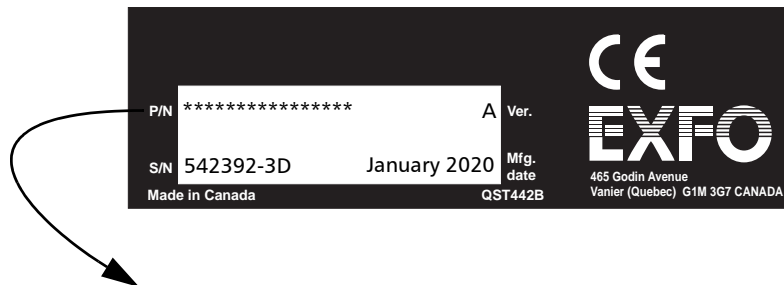 P/N *************** A Ver.
S/N 542392-3D January 2020 Mfg. date
Made in Canada QST442B
CE
EXFO
465 Godin Avenue
Vanier (Quebec) G1M 3G7 CANADA